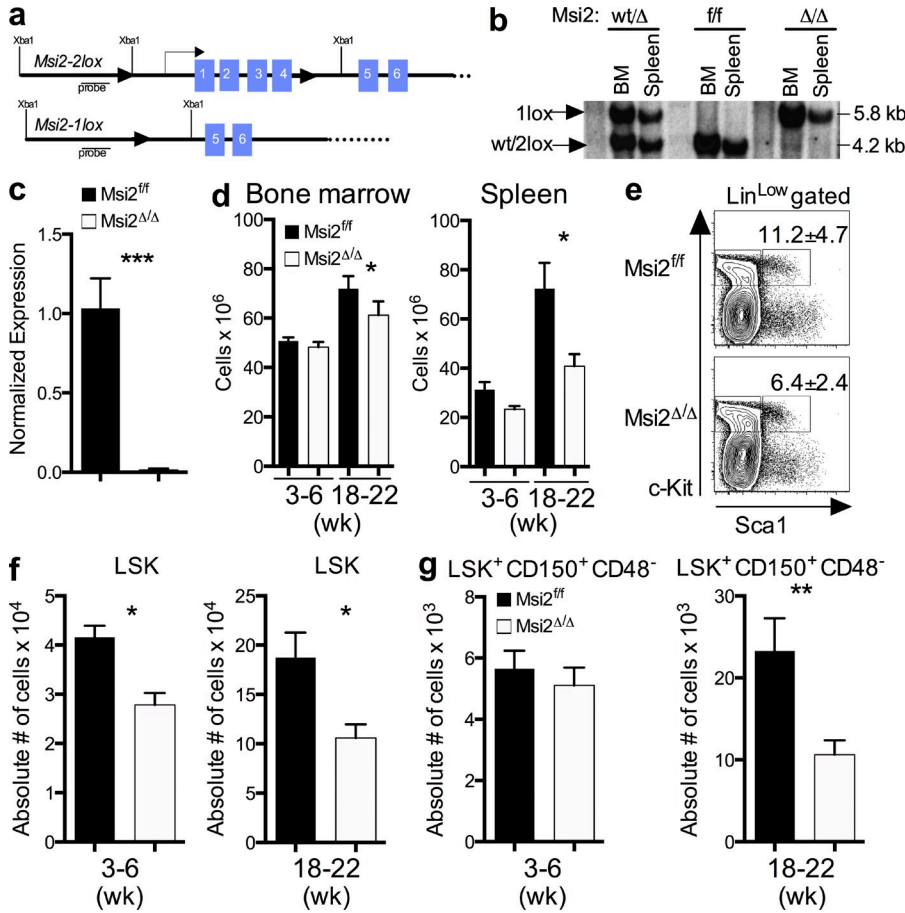 a
Xba1
Xba1
Xba1
Msi2-2lox
1 2 3 4 5 6
probe
Xba1
Xba1
Msi2-1lox
5 6
probe
b
Msi2: wt/Δ f/f Δ/Δ
BM Spleen BM Spleen BM Spleen
1lox
5.8 kb
wt/2lox
4.2 kb
c
Msi2f/f
Msi2Δ/Δ
Normalized Expression
1.5
1.0
0.5
0.0
***
d
Bone marrow
Msi2f/f
Msi2Δ/Δ
Cells x 10⁶
100
80
60
40
20
0
*
3-6 18-22
(wk)
Spleen
Cells x 10⁶
100
80
60
40
20
0
*
3-6 18-22
(wk)
e
LinLow gated
11.2±4.7
Msi2f/f
6.4±2.4
Msi2Δ/Δ
c-Kit
Sca1
f
LSK
Absolute # of cells x 10⁴
5
4
3
2
1
0
*
3-6
(wk)
LSK
Absolute # of cells x 10⁴
25
20
15
10
5
0
*
18-22
(wk)
g
LSK⁺CD150⁺CD48⁻
Msi2f/f
Msi2Δ/Δ
Absolute # of cells x 10³
8
6
4
2
0
3-6
(wk)
LSK⁺CD150⁺CD48⁻
Absolute # of cells x 10³
30
20
10
0
**
18-22
(wk)